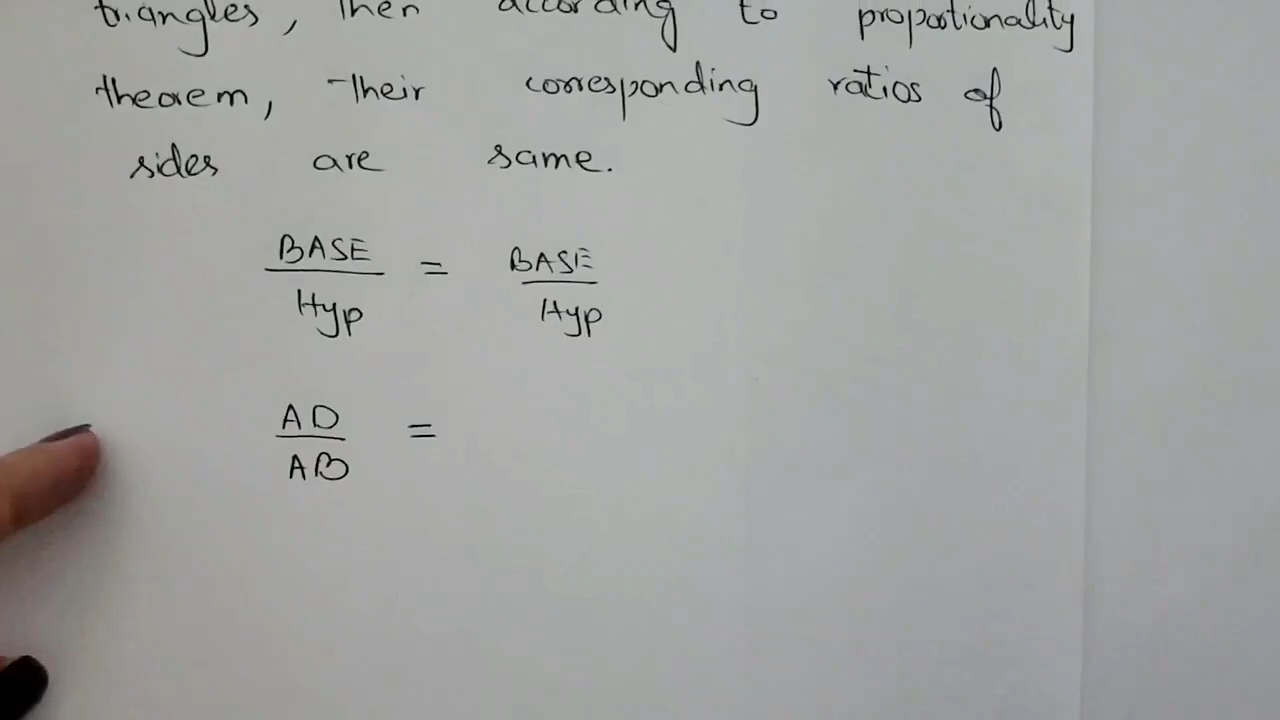 triangles, then according to proportionality
theorem, their corresponding ratios of
sides are same.
BASE = BASE
Hyp Hyp
AD =
AB